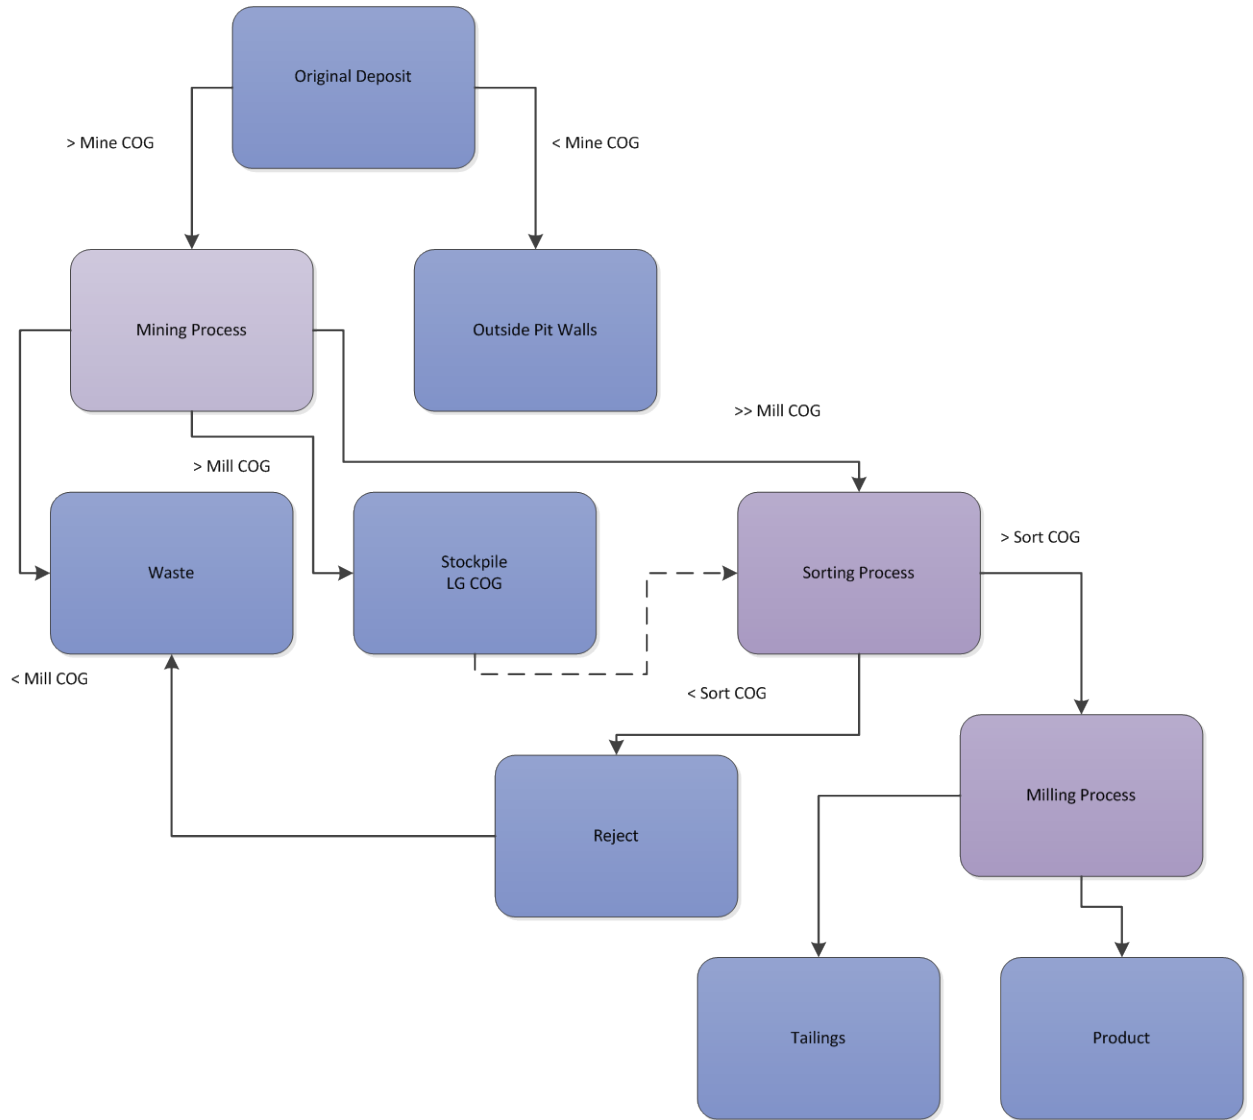 Original Deposit
> Mine COG
< Mine COG
Mining Process
Outside Pit Walls
>> Mill COG
> Mill COG
Waste
Stockpile
LG COG
Sorting Process
> Sort COG
< Mill COG
< Sort COG
Milling Process
Reject
Tailings
Product